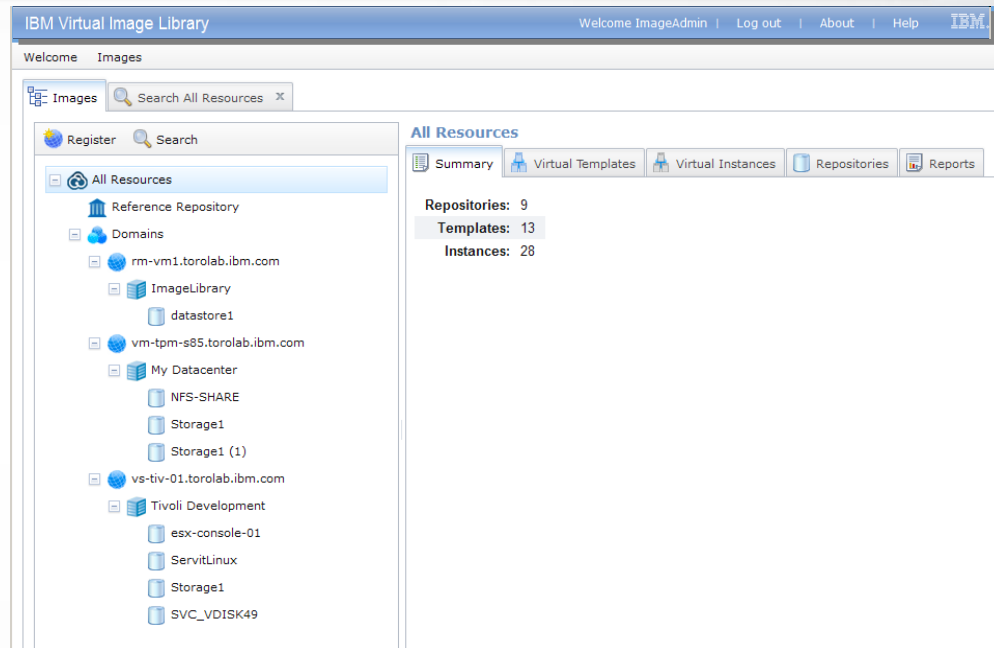 IBM Virtual Image Library Welcome ImageAdmin | Log out | About | Help IBM.
Welcome Images
Images Search All Resources x
Register Search
All Resources
Reference Repository
Domains
rm-vm1.torolab.ibm.com
ImageLibrary
datastore1
vm-tpm-s85.torolab.ibm.com
My Datacenter
NFS-SHARE
Storage1
Storage1 (1)
vs-tiv-01.torolab.ibm.com
Tivoli Development
esx-console-01
ServitLinux
Storage1
SVC_VDISK49
All Resources
Summary Virtual Templates Virtual Instances Repositories Reports
Repositories: 9
Templates: 13
Instances: 28